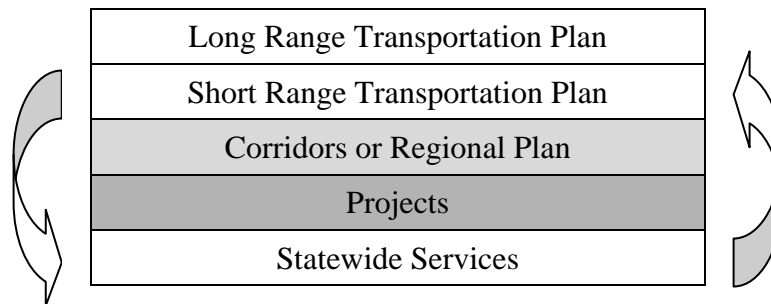 Long Range Transportation Plan
Short Range Transportation Plan
Corridors or Regional Plan
Projects
Statewide Services